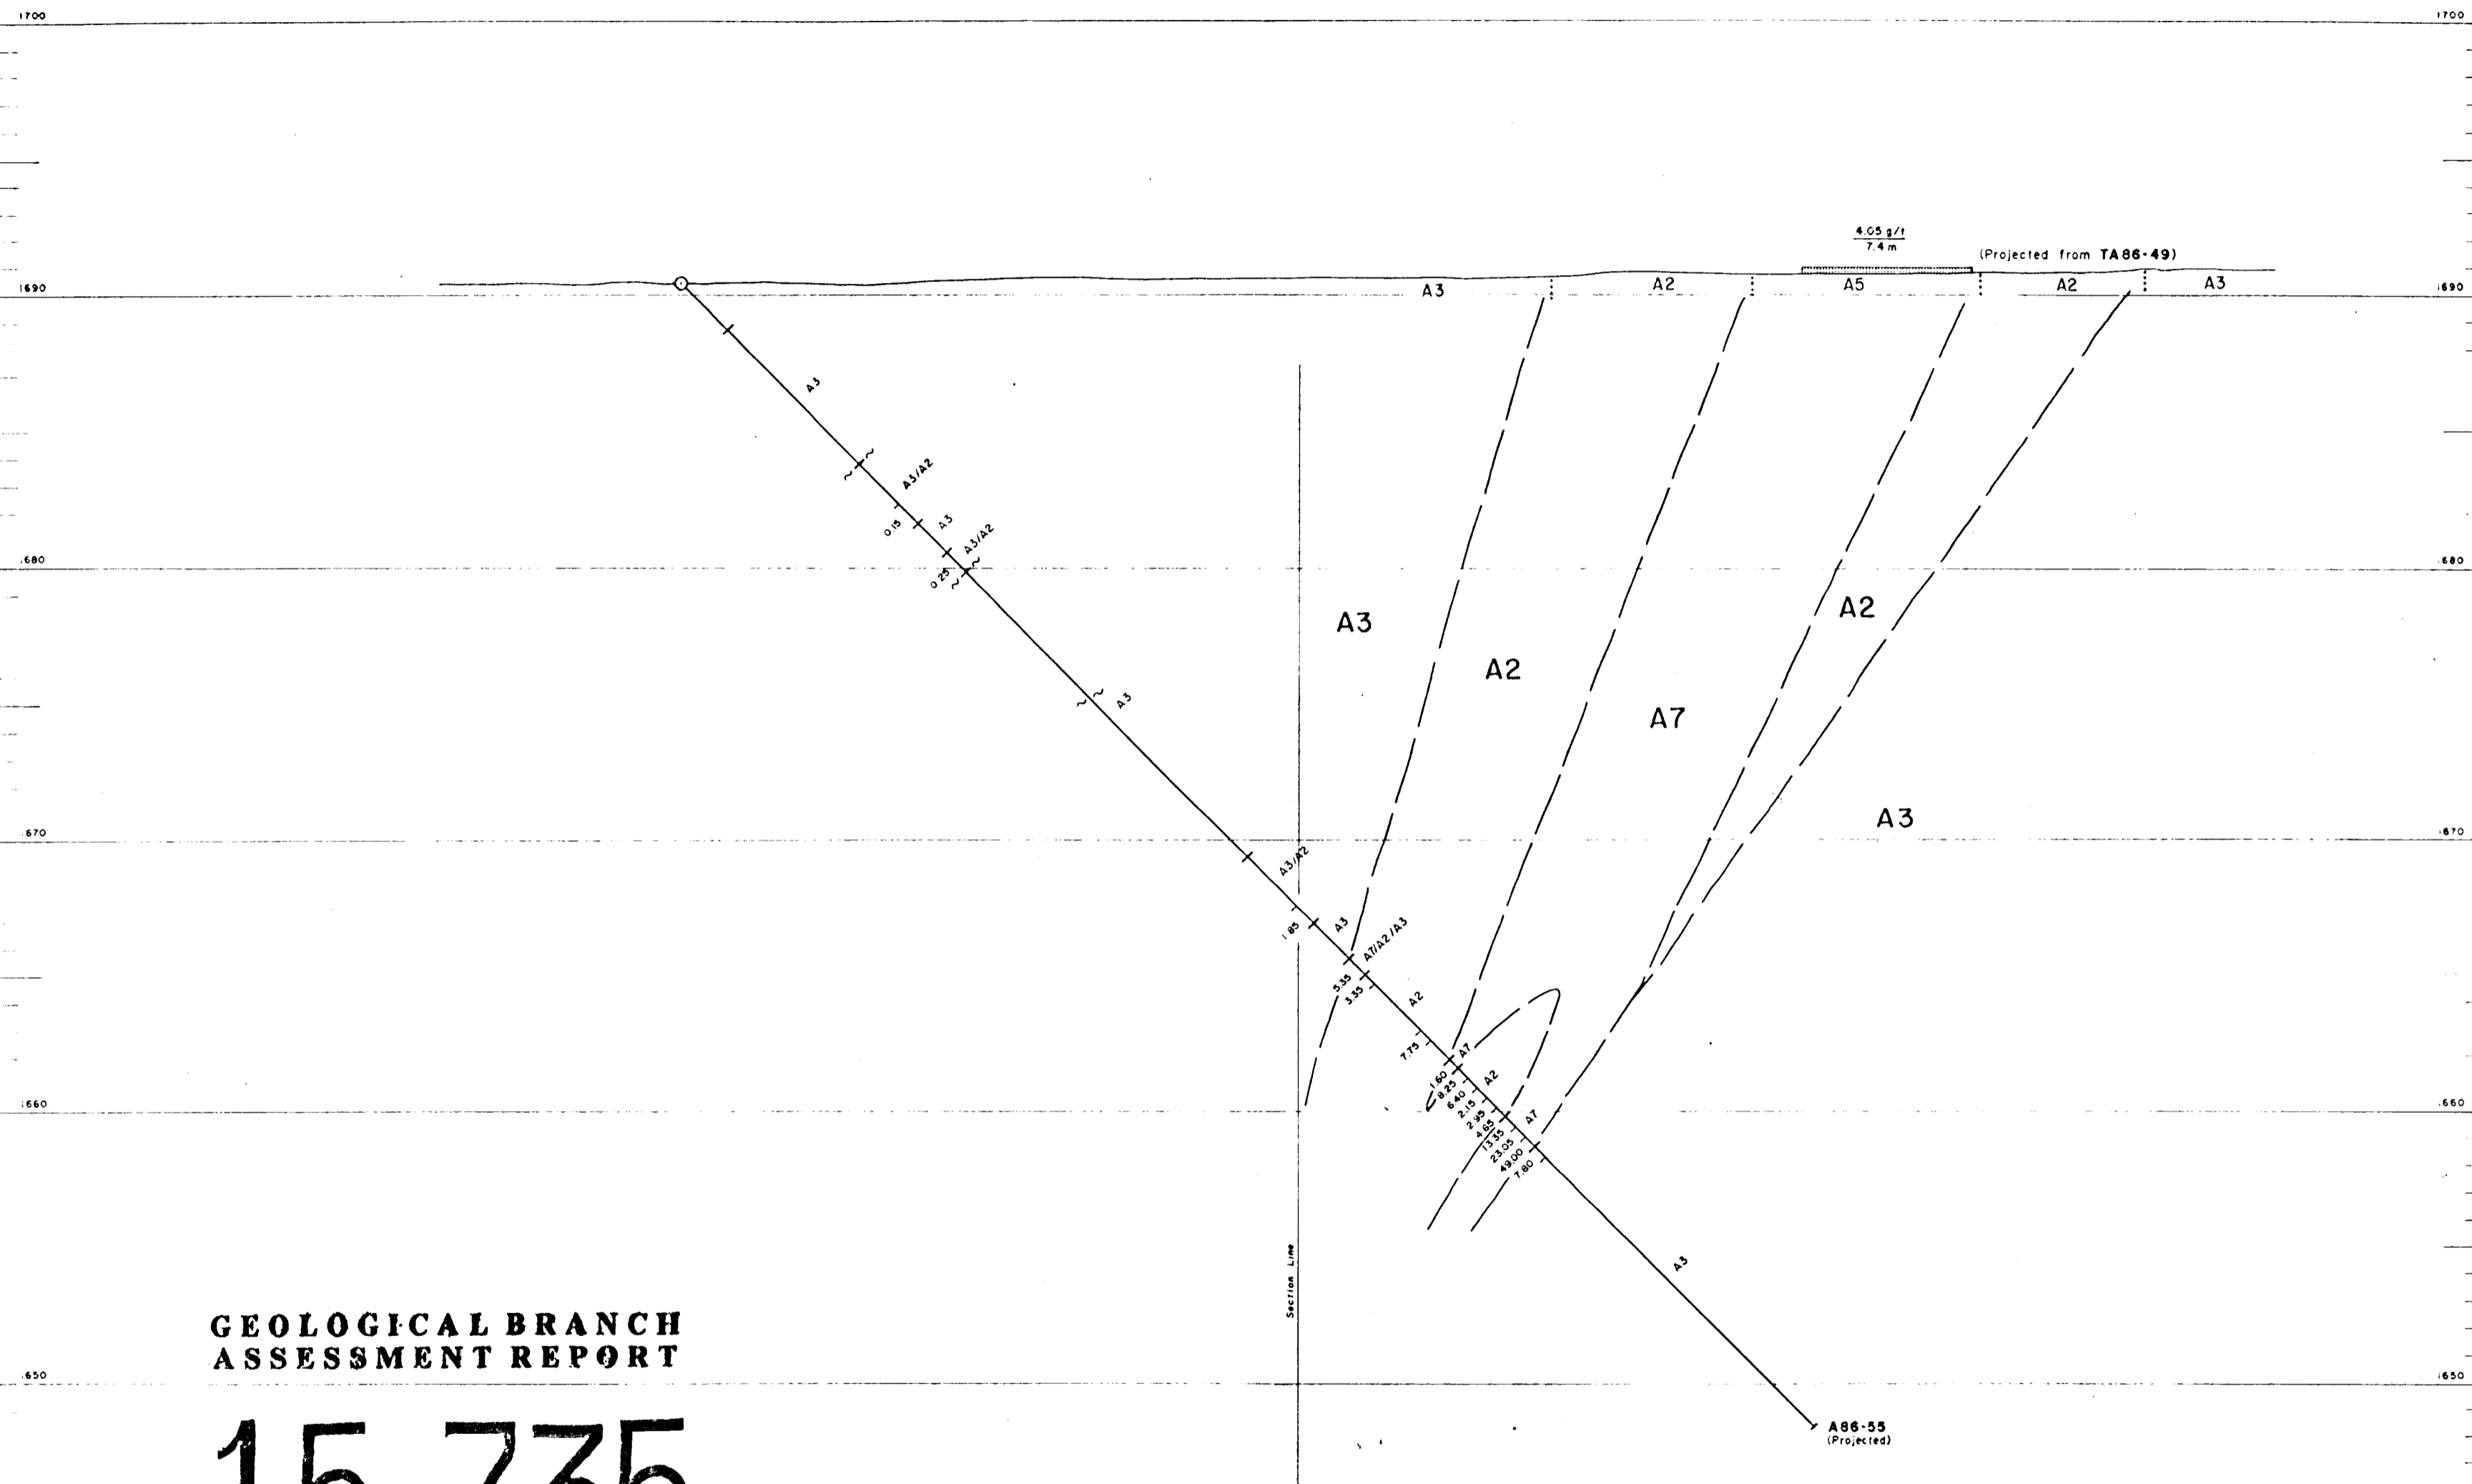 1700 1700
4.05 g/t
7.4 m
(Projected from TA86-49)
1690 A3 A2 A5 A2 A3 1690
A3
A3/A2
0.15 A3
A3/A2
0.25
1680 1680
A2
A3
A2
A3
A7
A3
1670 1670
A3/A2
1.85 A3
A7/A2/A3
5.35
3.35
A2
7.75
A7
1.60
8.25
A2
6.40
2.15
2.95
4.65
A7
13.35
23.05
49.00
7.80
1660 1660
Section Line
A3
GEOLOGICAL BRANCH
ASSESSMENT REPORT
1650 1650
15,735
A86-55
(Projected)